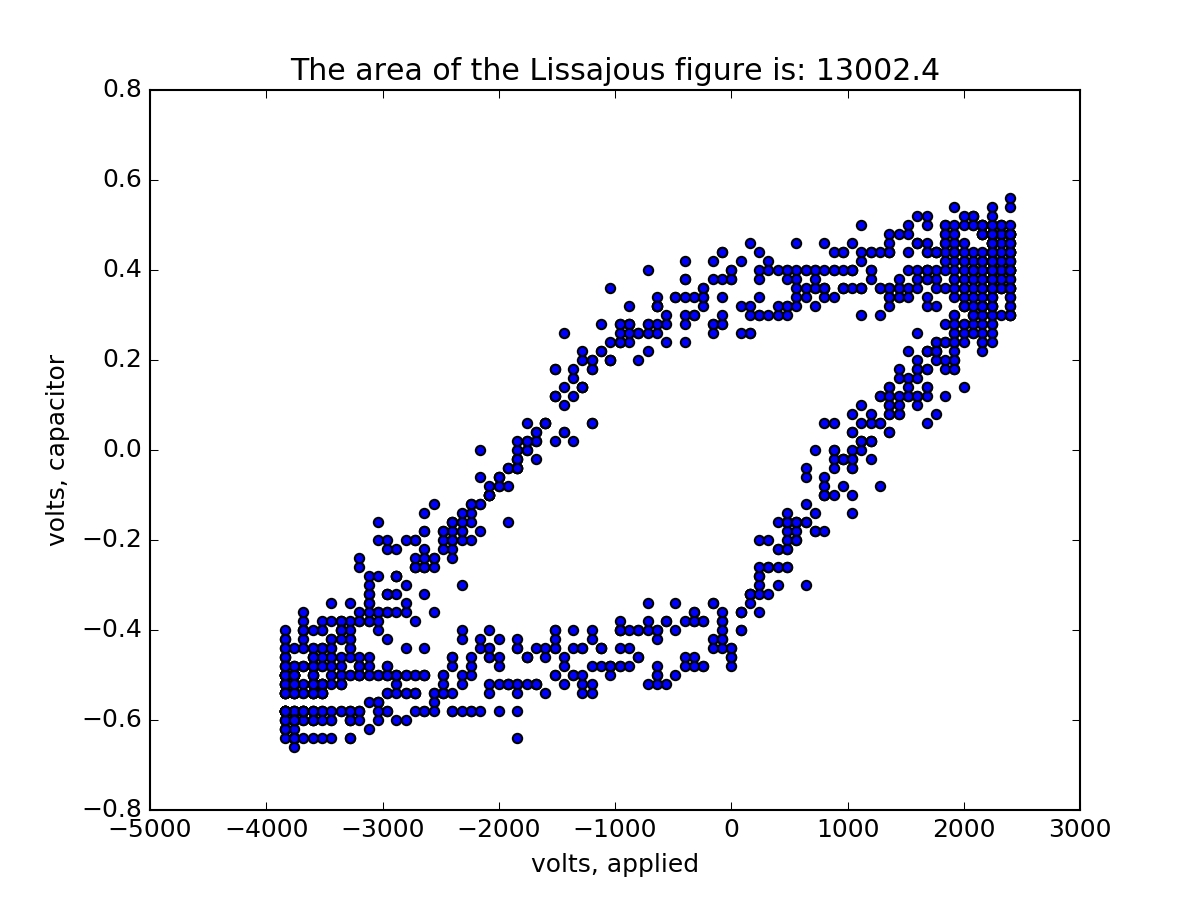 The area of the Lissajous figure is: 13002.4
0.8
0.6
0.4
0.2
0.0
−0.2
−0.4
−0.6
−0.8
volts, capacitor
−5000 −4000 −3000 −2000 −1000 0 1000 2000 3000
volts, applied